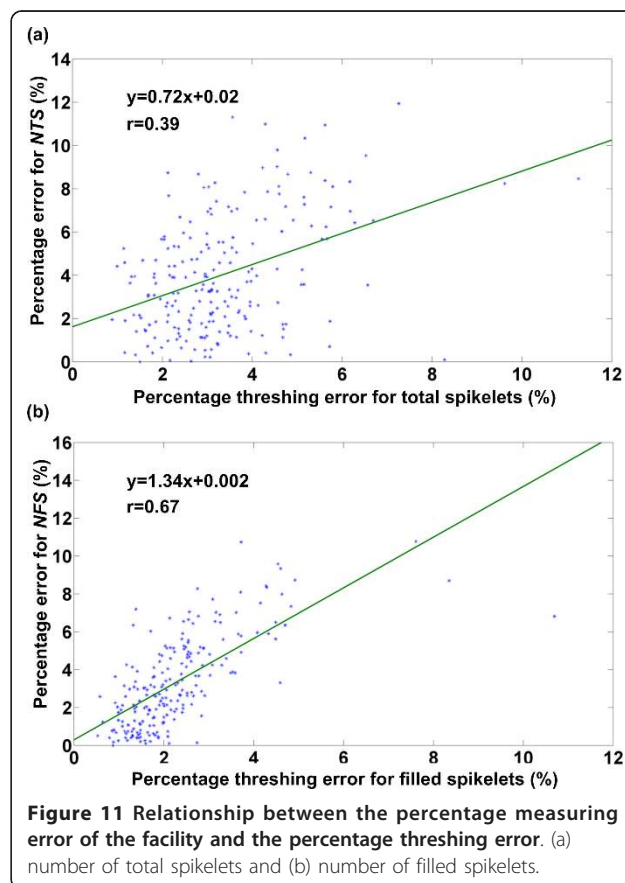 (a)
14
12
10
8
6
4
2
0
y=0.72x+0.02
r=0.39
Percentage error for NTS (%)
0 2 4 6 8 10 12
Percentage threshing error for total spikelets (%)
(b)
16
14
12
10
8
6
4
2
0
y=1.34x+0.002
r=0.67
Percentage error for NFS (%)
0 2 4 6 8 10 12
Percentage threshing error for filled spikelets (%)
Figure 11 Relationship between the percentage measuring
error of the facility and the percentage threshing error. (a)
number of total spikelets and (b) number of filled spikelets.